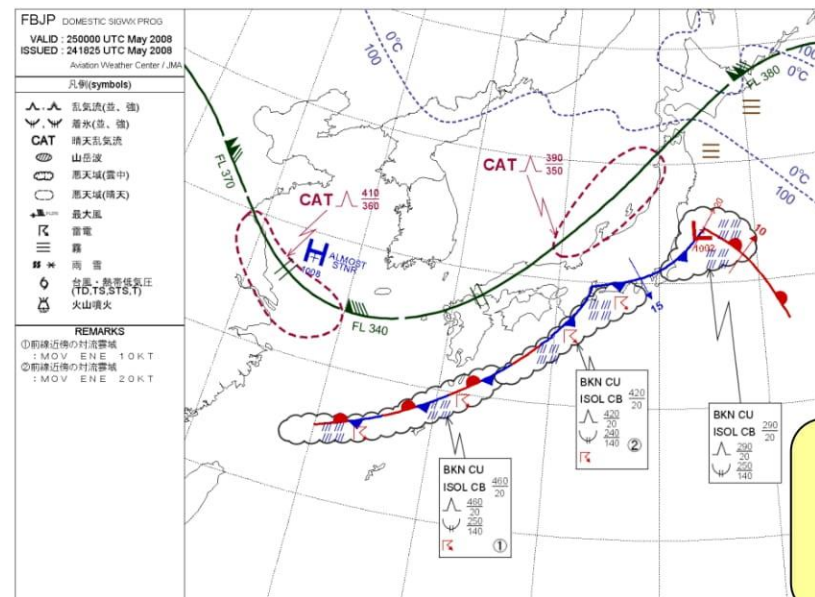 FBJP DOMESTIC SIGWX PROG
VALID : 250000 UTC May 2008
ISSUED : 241825 UTC May 2008
Aviation Weather Center / JMA
凡例(symbols)
乱気流(並、強)
着氷(並、強)
CAT 晴天乱気流
山岳波
悪天域(雲中)
悪天域(晴天)
最大風
雷電
霧
雨 雪
台風・熱帯低気圧
(TD,TS,STS,T)
火山噴火
REMARKS
①前線近傍の対流雲域
:MOV ENE 10KT
②前線近傍の対流雲域
:MOV ENE 20KT
0°C
100
0°C
100
0°C
100
FL 380
FL 370
FL 340
CAT 410
360
CAT 390
350
H
1008
ALMOST
STNR
L
1002
10
15
BKN CU
ISOL CB 460
20
460
20
250
140
①
BKN CU
ISOL CB 420
20
420
20
240
140
②
BKN CU
ISOL CB 290
20
290
20
250
140